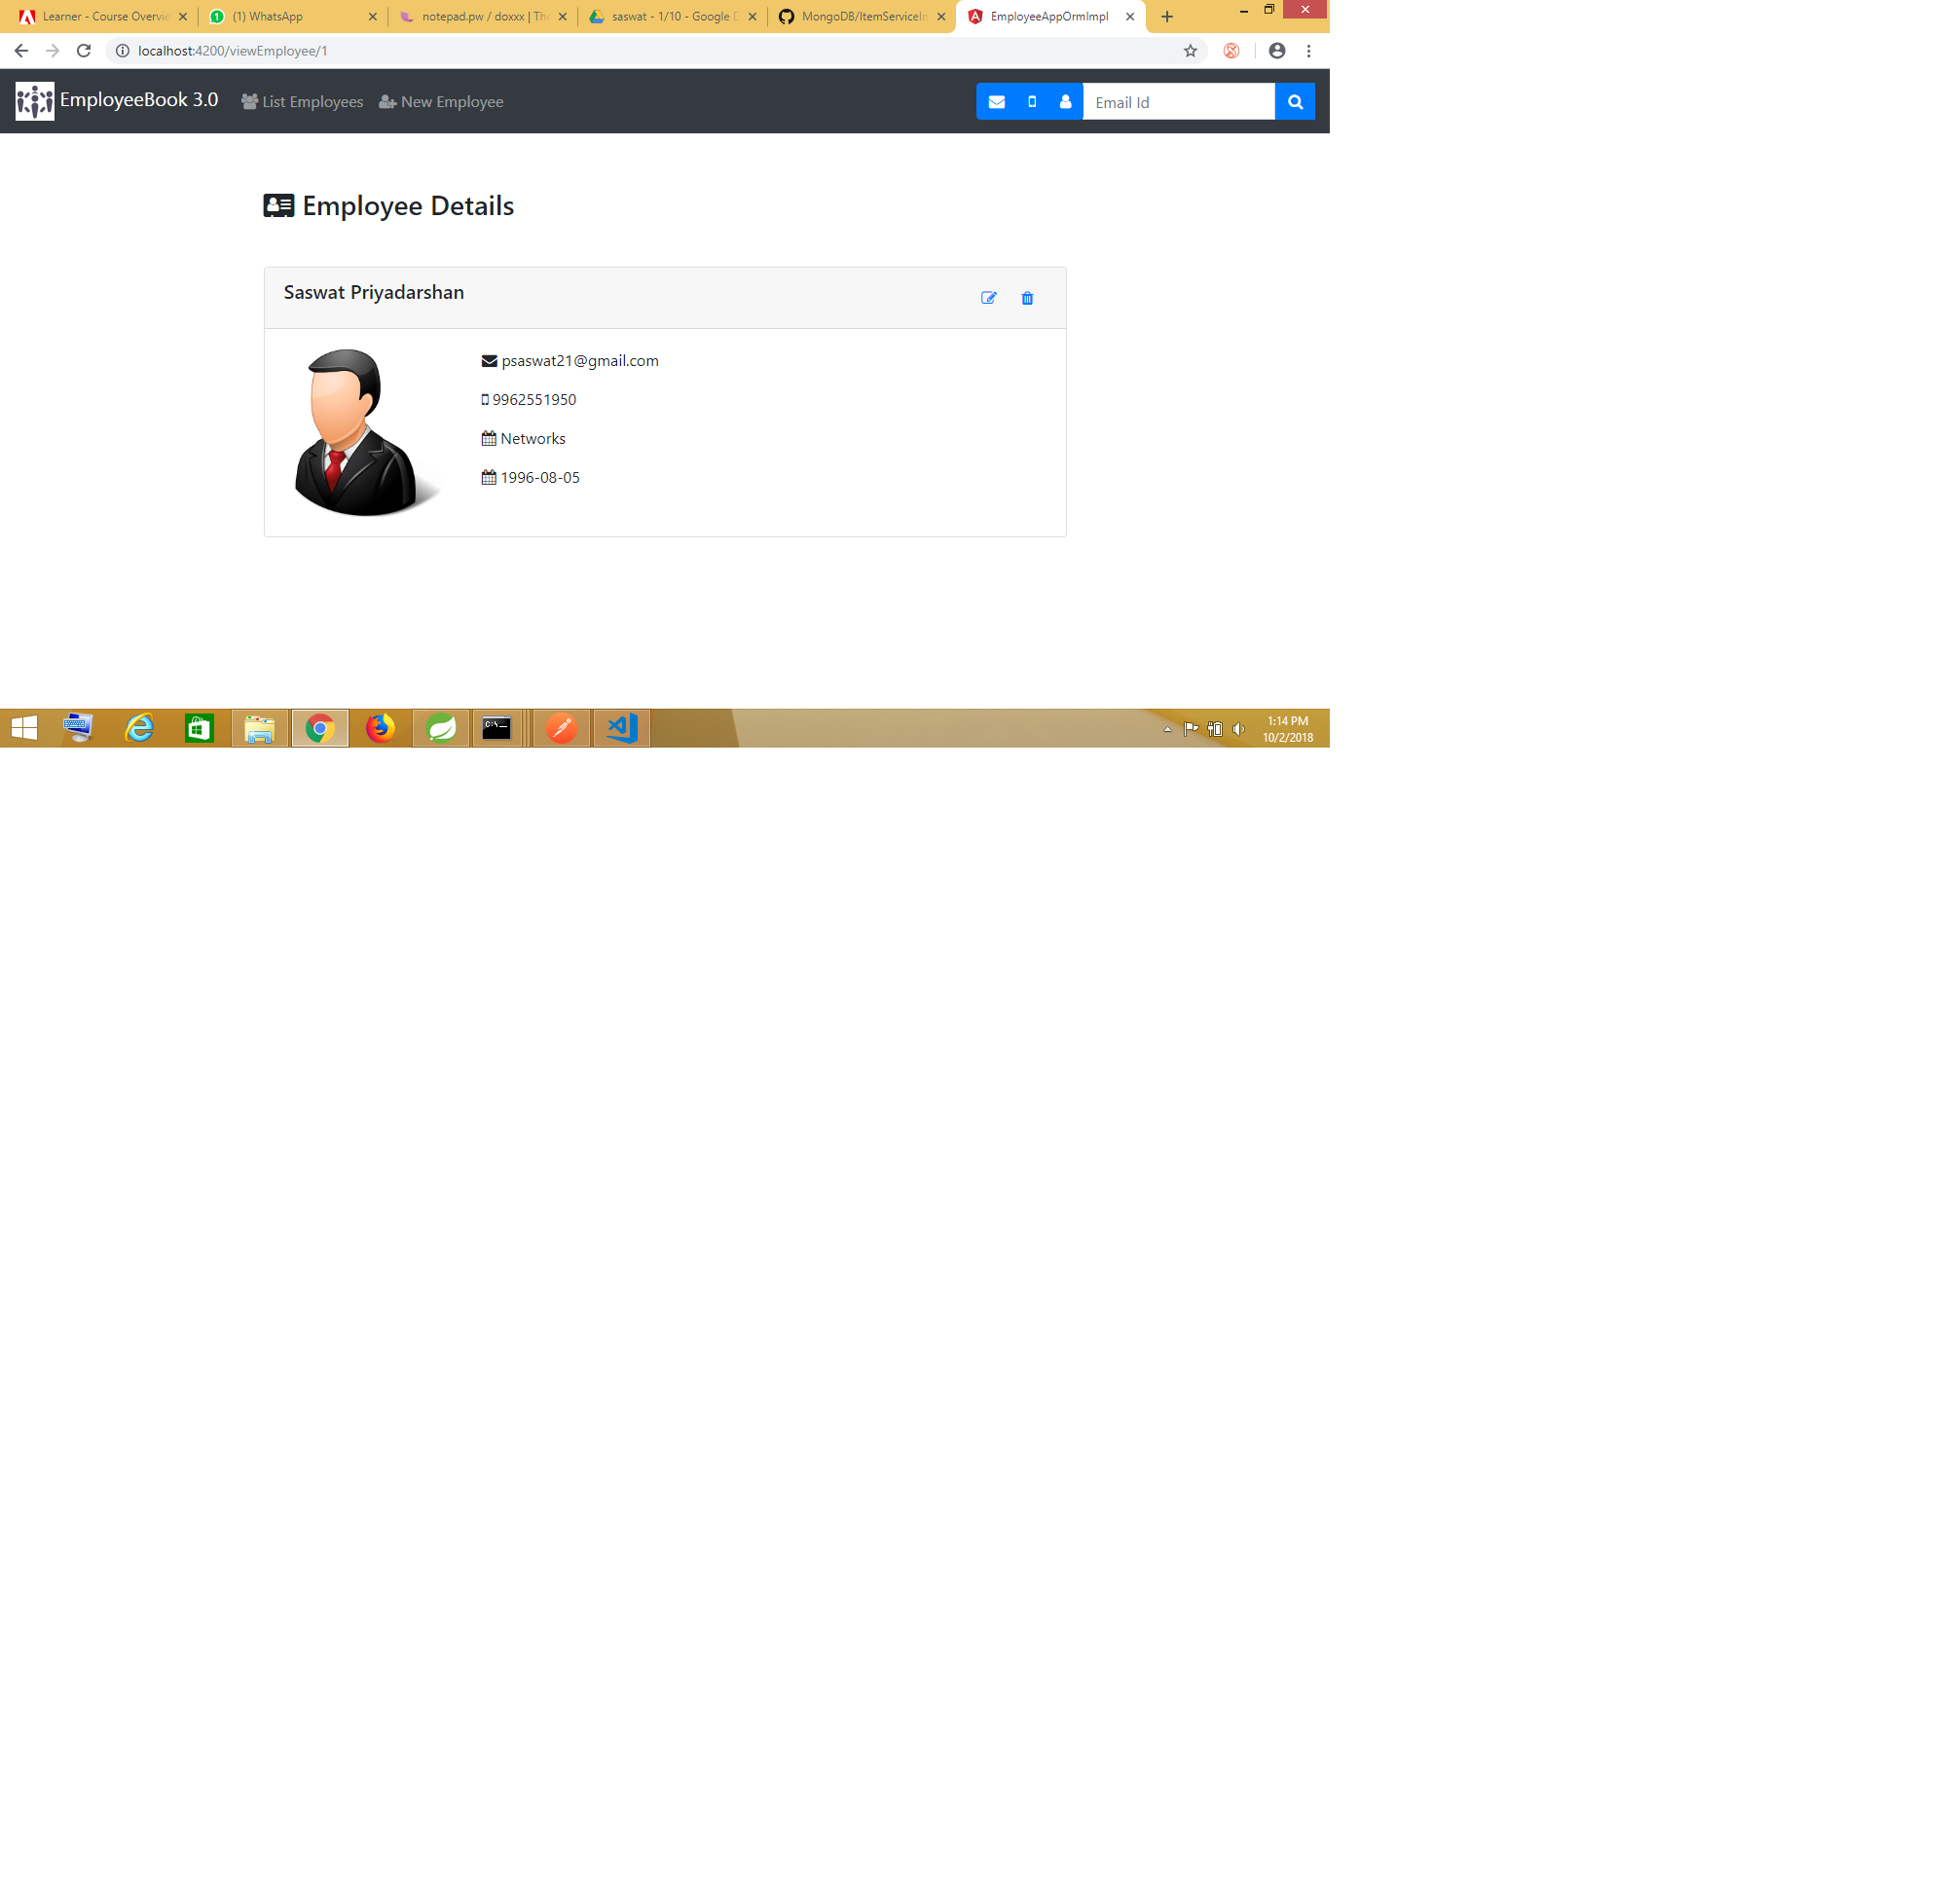 Learner - Course Overvie
(1) WhatsApp
notepad.pw / doxxx | The
saswat - 1/10 - Google D
MongoDB/ItemServiceIm
EmployeeAppOrmImpl
localhost:4200/viewEmployee/1
EmployeeBook 3.0
List Employees
New Employee
Email Id
Employee Details
Saswat Priyadarshan
psaswat21@gmail.com
9962551950
Networks
1996-08-05
1:14 PM
10/2/2018